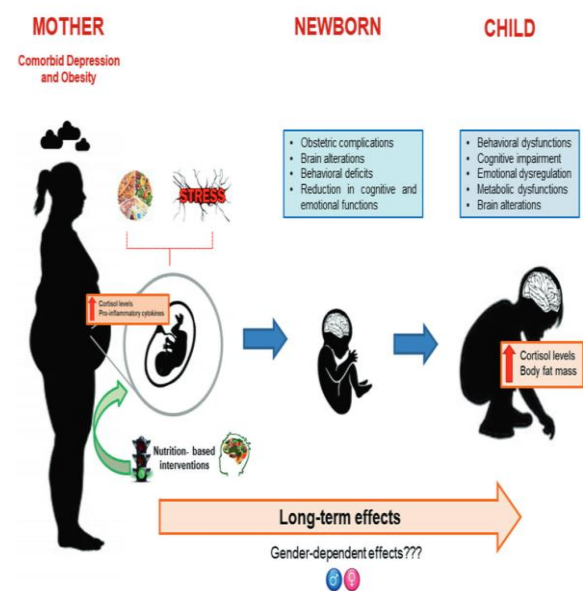 MOTHER
Comorbid Depression
and Obesity
NEWBORN
CHILD
• Obstetric complications
• Brain alterations
• Behavioral deficits
• Reduction in cognitive and
emotional functions
• Behavioral dysfunctions
• Cognitive impairment
• Emotional dysregulation
• Metabolic dysfunctions
• Brain alterations
STRESS
Cortisol levels
Pro-inflammatory cytokines
Cortisol levels
Body fat mass
Nutrition- based
interventions
Long-term effects
Gender-dependent effects???
♂ ♀